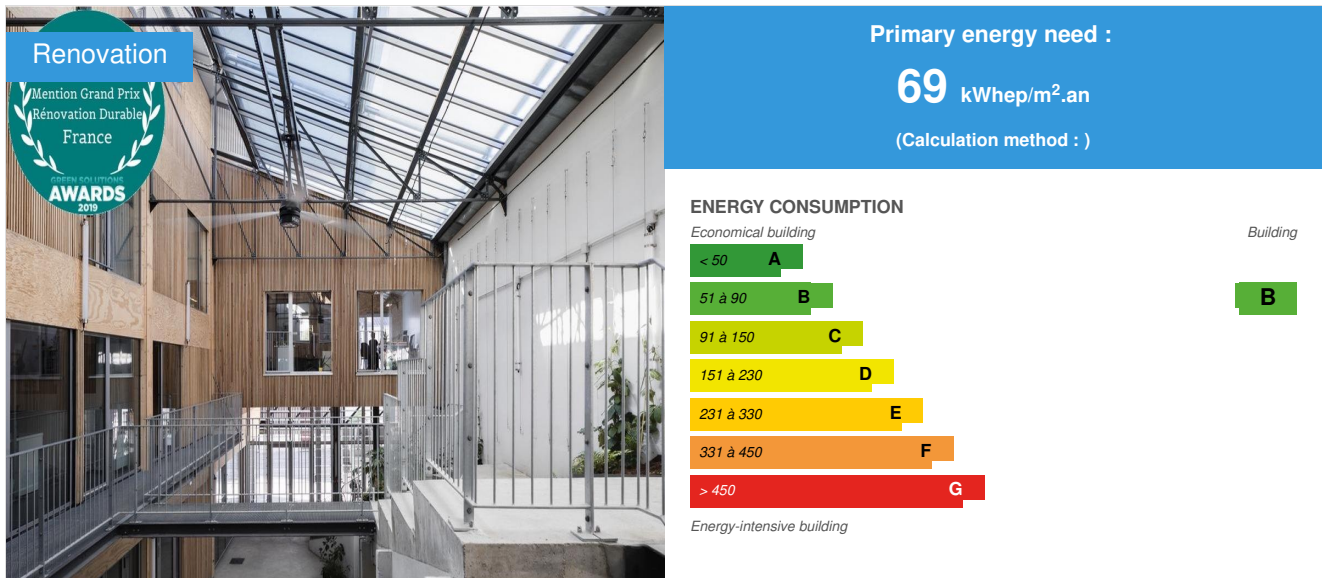 Renovation
Mention Grand Prix
Rénovation Durable
France
GREEN SOLUTIONS
AWARDS
2019
Primary energy need :
69 kWhep/m².an
(Calculation method : )
ENERGY CONSUMPTION
Economical building Building
< 50 A
51 à 90 B B
91 à 150 C
151 à 230 D
231 à 330 E
331 à 450 F
> 450 G
Energy-intensive building